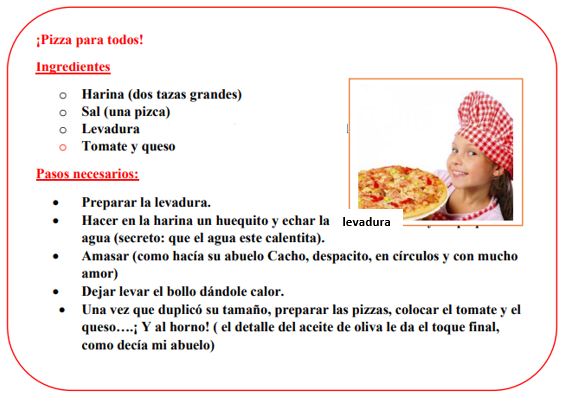 ¡Pizza para todos!
Ingredientes
Harina (dos tazas grandes)
Sal (una pizca)
Levadura
Tomate y queso
Pasos necesarios:
Preparar la levadura.
Hacer en la harina un huequito y echar la levadura
agua (secreto: que el agua este calentita).
Amasar (como hacía su abuelo Cacho, despacito, en círculos y con mucho
amor)
Dejar levar el bollo dándole calor.
Una vez que duplicó su tamaño, preparar las pizzas, colocar el tomate y el
queso….¡ Y al horno! ( el detalle del aceite de oliva le da el toque final,
como decía mi abuelo)